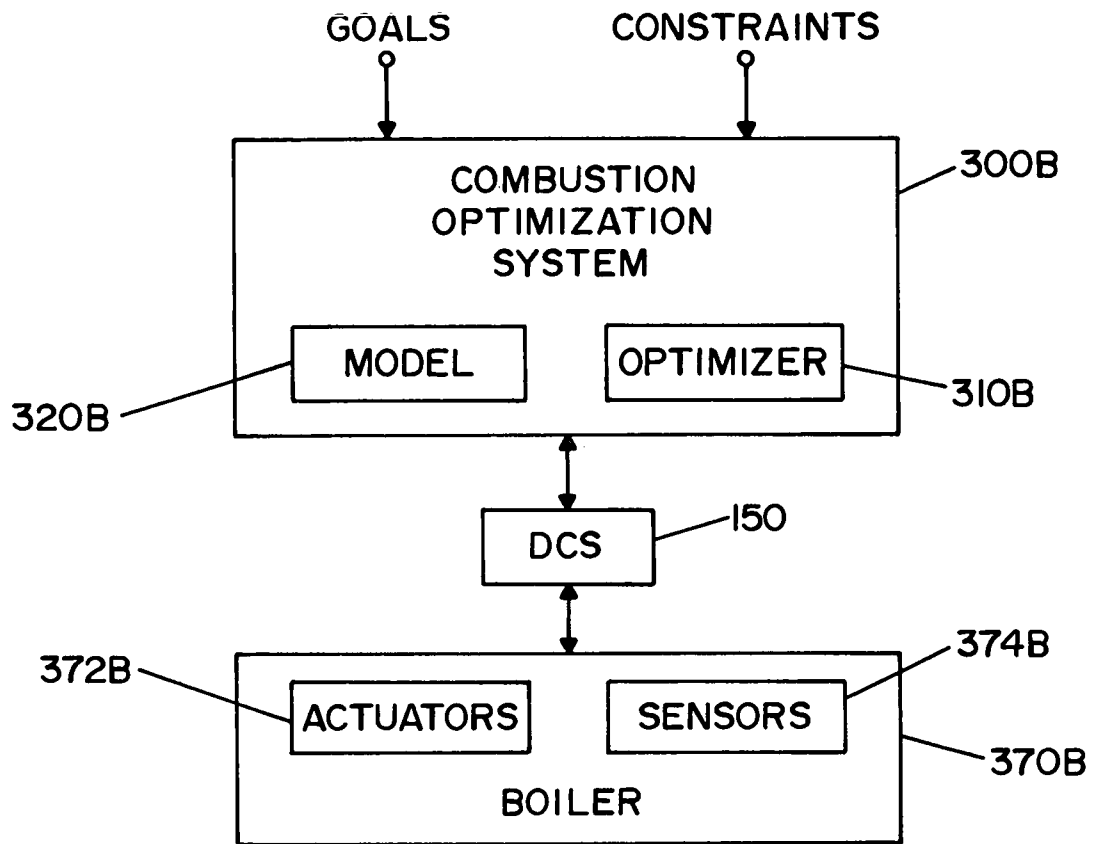 GOALS
CONSTRAINTS
300B
COMBUSTION
OPTIMIZATION
SYSTEM
MODEL
OPTIMIZER
320B
310B
150
DCS
372B
374B
ACTUATORS
SENSORS
370B
BOILER